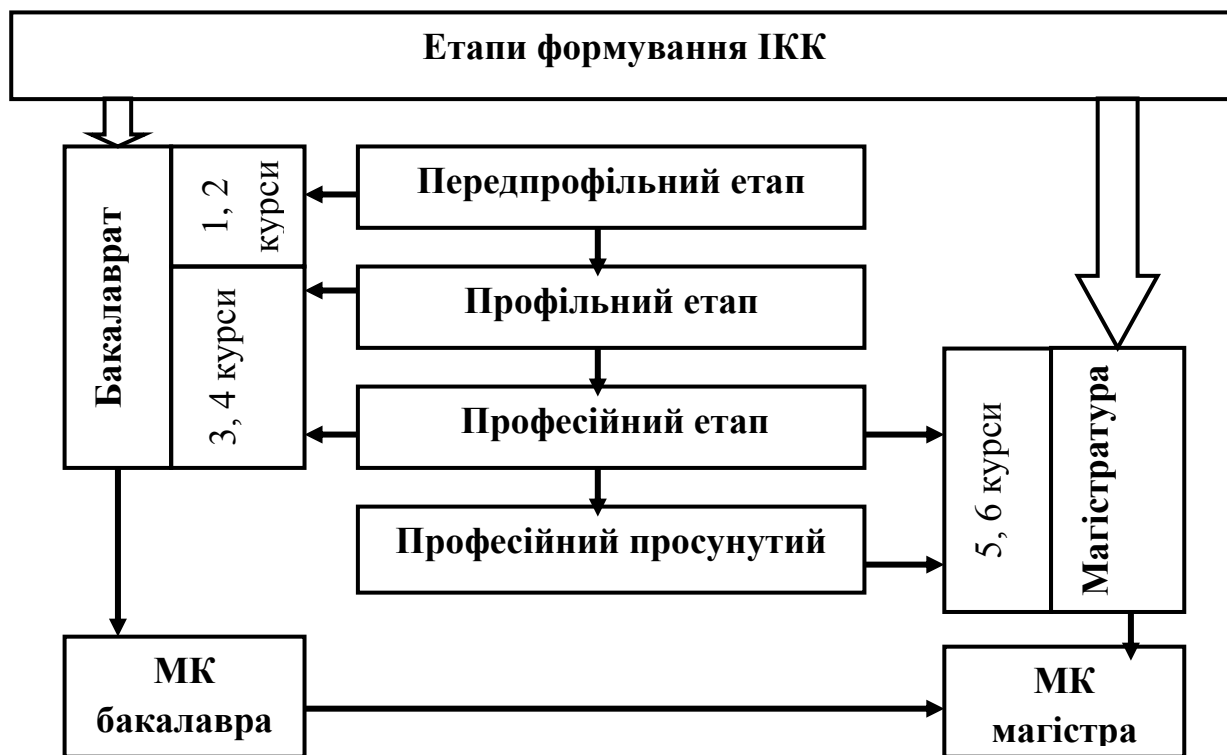 Етапи формування ІКК
Бакалаврат
1, 2
курси
3, 4 курси
Передпрофільний етап
Профільний етап
Професійний етап
Професійний просунутий
5, 6 курси
Магістратура
МК
бакалавра
МК
магістра